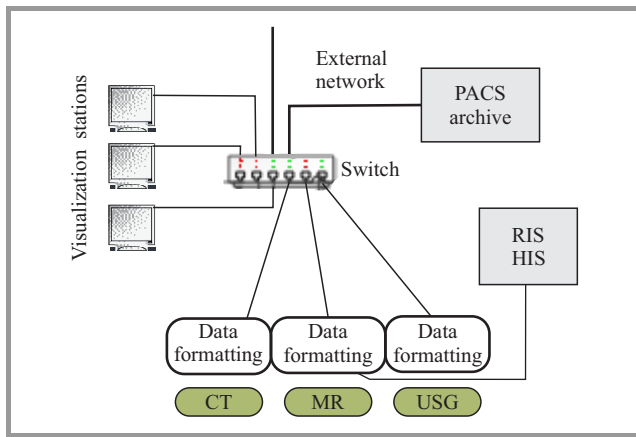 External
network
PACS
archive
Visualization stations
Switch
RIS
HIS
Data
formatting
Data
formatting
Data
formatting
CT
MR
USG